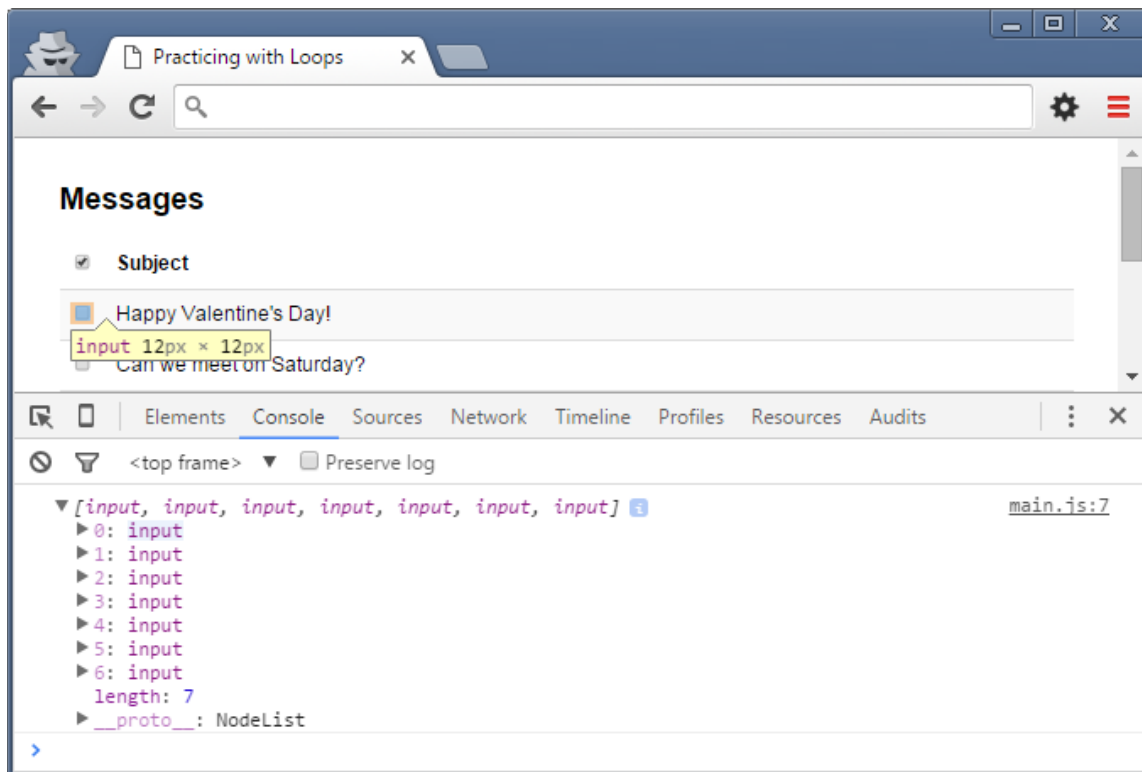 Practicing with Loops
Messages
Subject
Happy Valentine's Day!
input 12px × 12px
Can we meet on Saturday?
Elements Console Sources Network Timeline Profiles Resources Audits
<top frame> ▼ Preserve log
▼ [input, input, input, input, input, input, input] i main.js:7
▶ 0: input
▶ 1: input
▶ 2: input
▶ 3: input
▶ 4: input
▶ 5: input
▶ 6: input
length: 7
▶ __proto__: NodeList
>